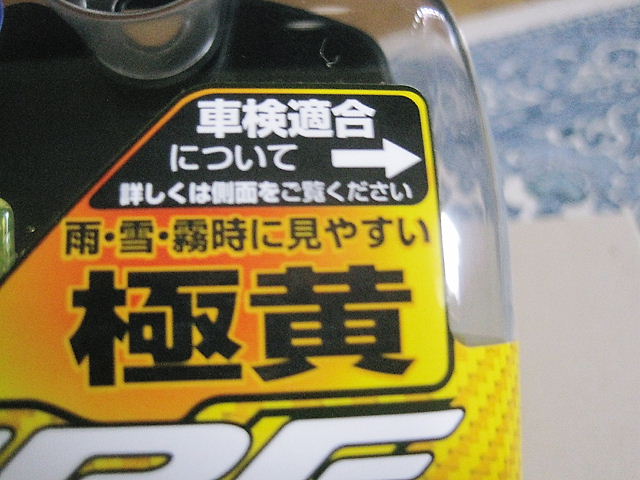 車検適合
について
詳しくは側面をご覧ください
雨・雪・霧時に見やすい
極黄